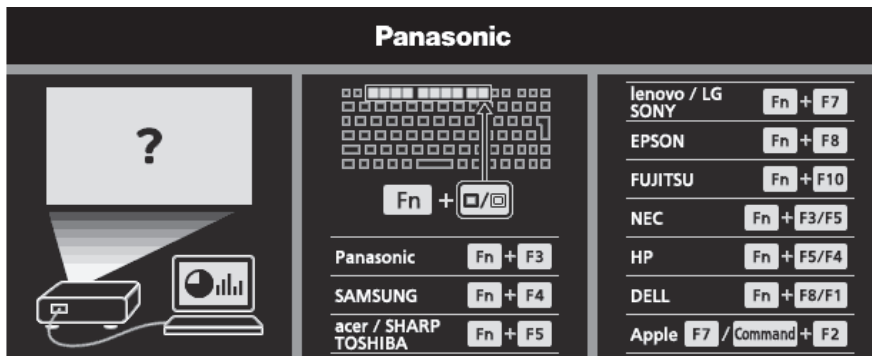 Panasonic
?
Fn + 
Panasonic Fn + F3
SAMSUNG Fn + F4
acer / SHARP
TOSHIBA Fn + F5
lenovo / LG
SONY Fn + F7
EPSON Fn + F8
FUJITSU Fn + F10
NEC Fn + F3/F5
HP Fn + F5/F4
DELL Fn + F8/F1
Apple F7 / Command + F2